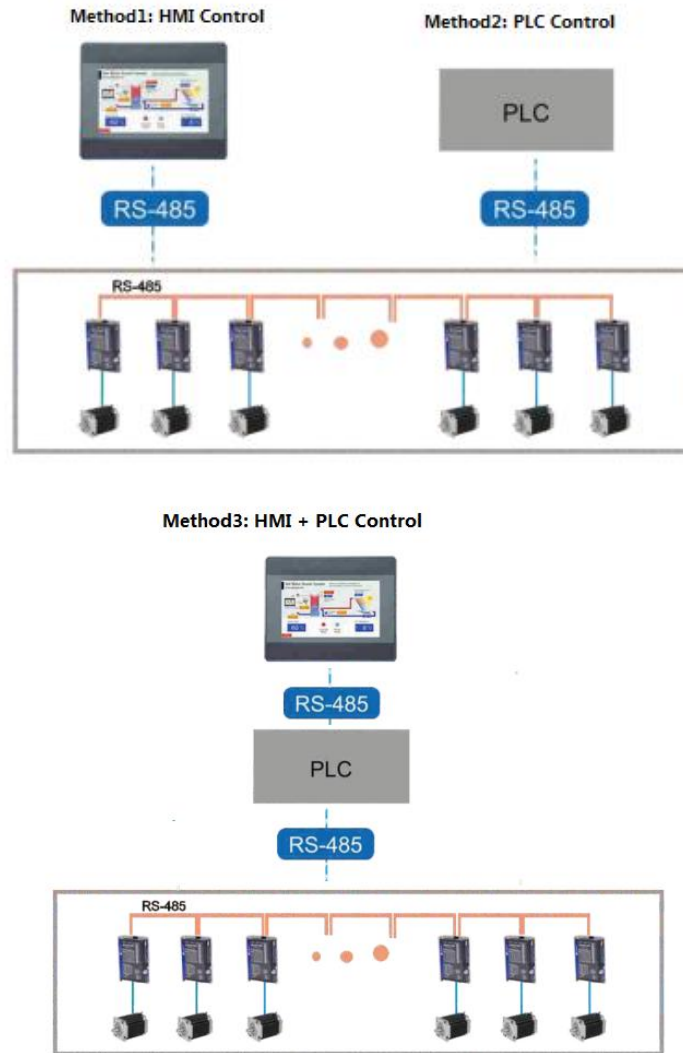 Method1: HMI Control
Method2: PLC Control
PLC
RS-485
RS-485
RS-485
Method3: HMI + PLC Control
RS-485
PLC
RS-485
RS-485